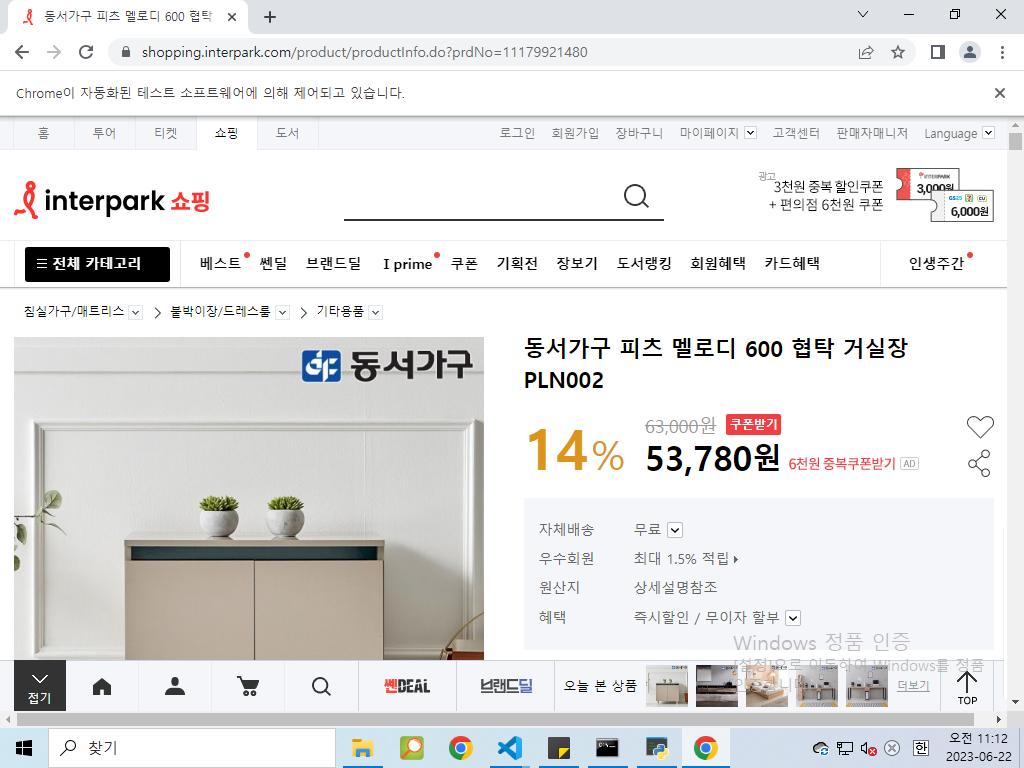 동서가구 피츠 멜로디 600 협탁
shopping.interpark.com/product/productInfo.do?prdNo=11179921480
Chrome이 자동화된 테스트 소프트웨어에 의해 제어되고 있습니다.
홈 투어 티켓 쇼핑 도서 로그인 회원가입 장바구니 마이페이지 고객센터 판매자매니저 Language
광고
interpark 쇼핑
3천원 중복 할인쿠폰
+ 편의점 6천원 쿠폰
INTERPARK
3,000원
GS25 CU
6,000원
전체 카테고리 베스트 쎈딜 브랜드딜 I prime 쿠폰 기획전 장보기 도서랭킹 회원혜택 카드혜택 인생주간
침실가구/매트리스 > 붙박이장/드레스룸 > 기타용품
동서가구
동서가구 피츠 멜로디 600 협탁 거실장
PLN002
14% 63,000원 쿠폰받기
53,780원 6천원 중복쿠폰받기 AD
자체배송 무료
우수회원 최대 1.5% 적립
원산지 상세설명참조
혜택 즉시할인 / 무이자 할부
Windows 정품 인증
[설정]으로 이동하여 Windows를 정품
접기 쎈DEAL 브랜드딜 오늘 본 상품 더보기 TOP
찾기
한
오전 11:12
2023-06-22